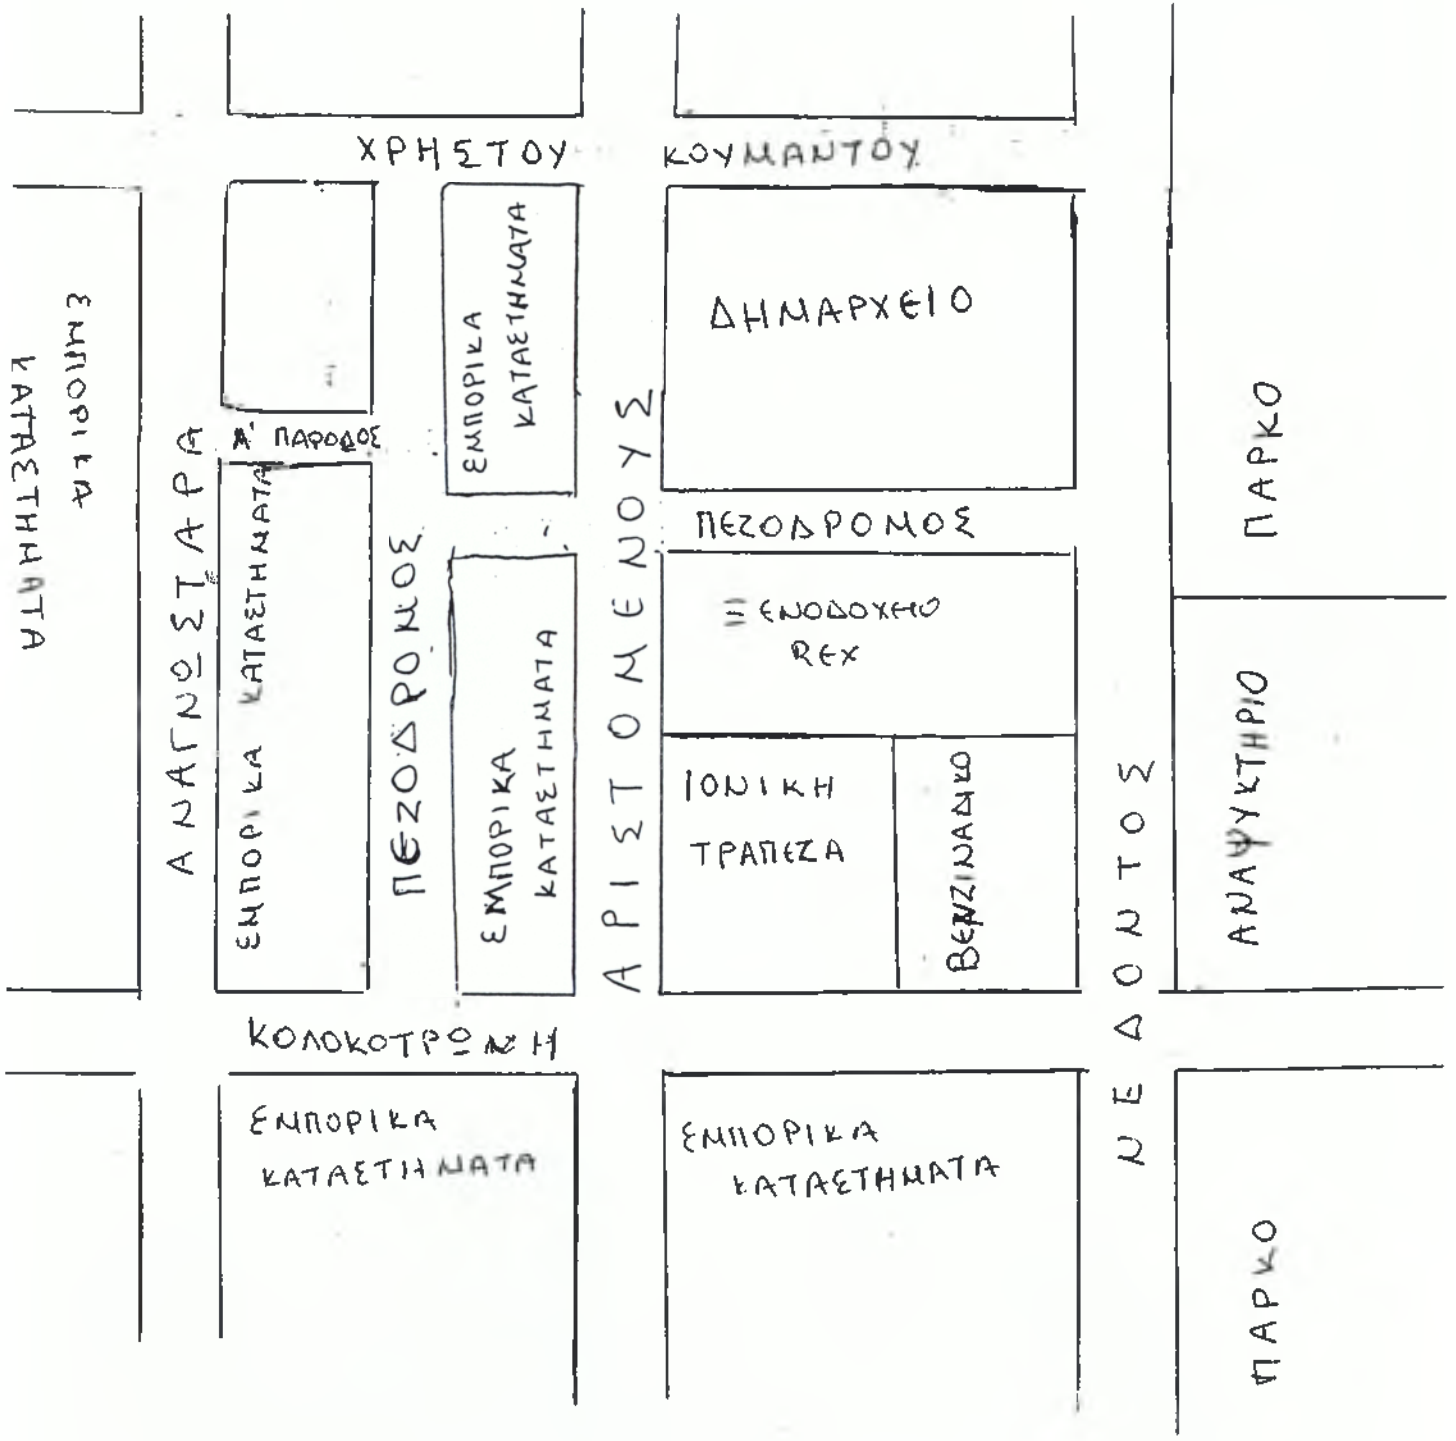 ΧΡΗΣΤΟΥ ΚΟΥΜΑΝΤΟΥ
ΕΜΠΟΡΙΚΑ
ΚΑΤΑΣΤΗΜΑΤΑ
ΑΝΑΓΝΩΣΤΑΡΑ
Α' ΠΑΡΟΔΟΣ
ΕΜΠΟΡΙΚΑ ΚΑΤΑΣΤΗΜΑΤΑ
ΠΕΖΟΔΡΟΜΟΣ
ΕΜΠΟΡΙΚΑ
ΚΑΤΑΣΤΗΜΑΤΑ
ΕΜΠΟΡΙΚΑ
ΚΑΤΑΣΤΗΜΑΤΑ
ΑΡΙΣΤΟΜΕΝΟΥΣ
ΔΗΜΑΡΧΕΙΟ
ΠΕΖΟΔΡΟΜΟΣ
ΞΕΝΟΔΟΧΕΙΟ
REX
ΙΟΝΙΚΗ
ΤΡΑΠΕΖΑ
ΒΕΝΖΙΝΑΔΙΚΟ
ΝΕΔΟΝΤΟΣ
ΠΑΡΚΟ
ΑΝΑΨΥΚΤΗΡΙΟ
ΚΟΛΟΚΟΤΡΩΝΗ
ΕΜΠΟΡΙΚΑ
ΚΑΤΑΣΤΗΜΑΤΑ
ΕΜΠΟΡΙΚΑ
ΚΑΤΑΣΤΗΜΑΤΑ
ΠΑΡΚΟ